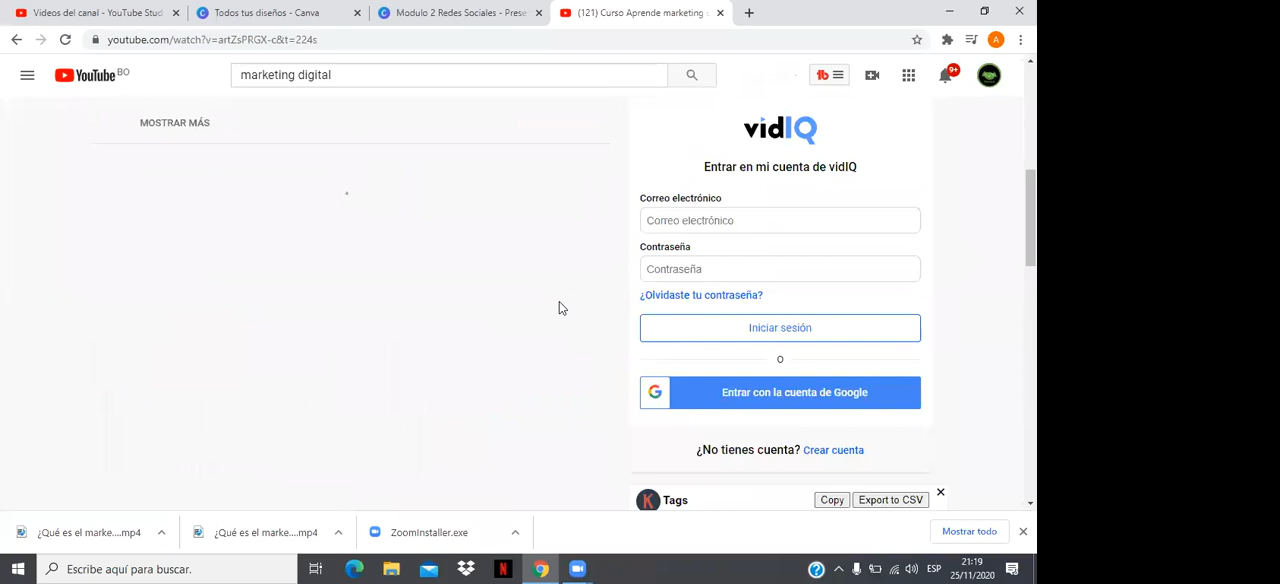 Videos del canal - YouTube Stud
Todos tus diseños - Canva
Modulo 2 Redes Sociales - Prese
(121) Curso Aprende marketing
youtube.com/watch?v=artZsPRGX-c&t=224s
A
YouTube BO
marketing digital
tb
9+
MOSTRAR MÁS
vidIQ
Entrar en mi cuenta de vidIQ
Correo electrónico
Correo electrónico
Contraseña
Contraseña
¿Olvidaste tu contraseña?
Iniciar sesión
O
G Entrar con la cuenta de Google
¿No tienes cuenta? Crear cuenta
K Tags Copy Export to CSV
¿Qué es el marke....mp4
¿Qué es el marke....mp4
ZoomInstaller.exe
Mostrar todo
Escribe aquí para buscar.
N
ESP
21:19
25/11/2020